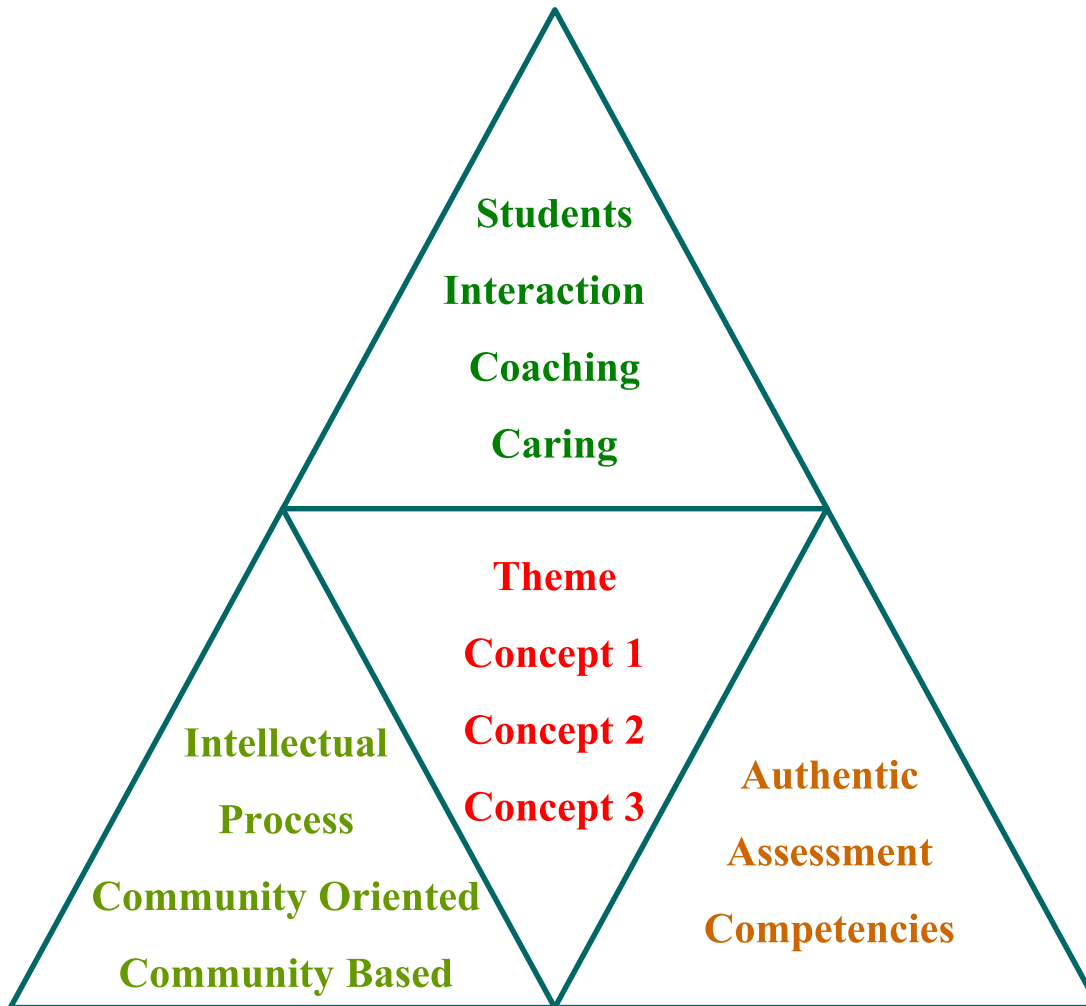 Students
Interaction
Coaching
Caring
Theme
Concept 1
Concept 2
Concept 3
Intellectual
Process
Community Oriented
Community Based
Authentic
Assessment
Competencies